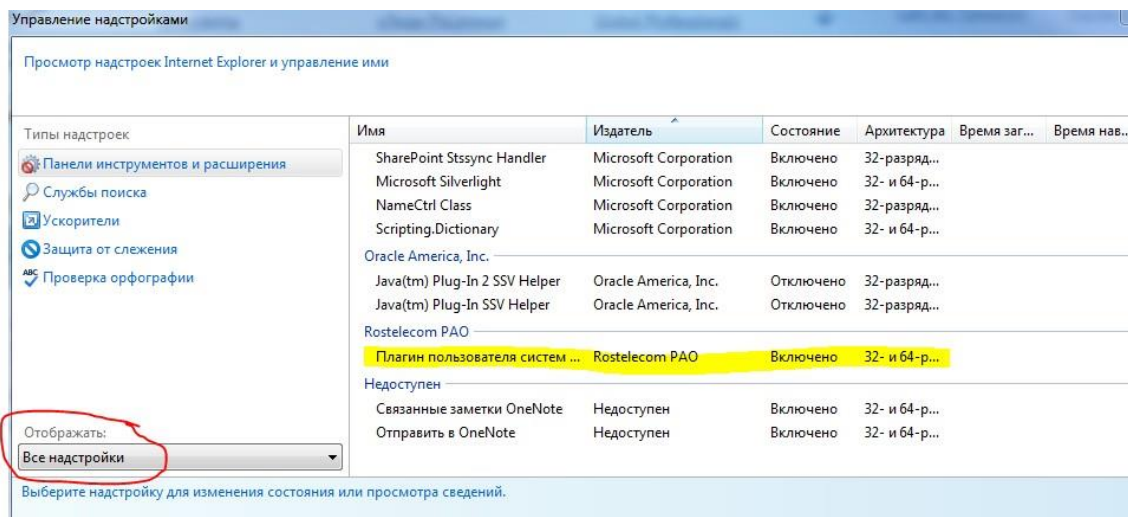 Управление надстройками
Просмотр надстроек Internet Explorer и управление ими
Типы надстроек
Панели инструментов и расширения
Службы поиска
Ускорители
Защита от слежения
ABC Проверка орфографии
Отображать:
Все надстройки
Имя Издатель Состояние Архитектура Время заг... Время нав...
SharePoint Stssync Handler Microsoft Corporation Включено 32-разряд...
Microsoft Silverlight Microsoft Corporation Включено 32- и 64-р...
NameCtrl Class Microsoft Corporation Включено 32-разряд...
Scripting.Dictionary Microsoft Corporation Включено 32- и 64-р...
Oracle America, Inc.
Java(tm) Plug-In 2 SSV Helper Oracle America, Inc. Отключено 32-разряд...
Java(tm) Plug-In SSV Helper Oracle America, Inc. Отключено 32-разряд...
Rostelecom PAO
Плагин пользователя систем ... Rostelecom PAO Включено 32- и 64-р...
Недоступен
Связанные заметки OneNote Недоступен Включено 32- и 64-р...
Отправить в OneNote Недоступен Включено 32- и 64-р...
Выберите надстройку для изменения состояния или просмотра сведений.